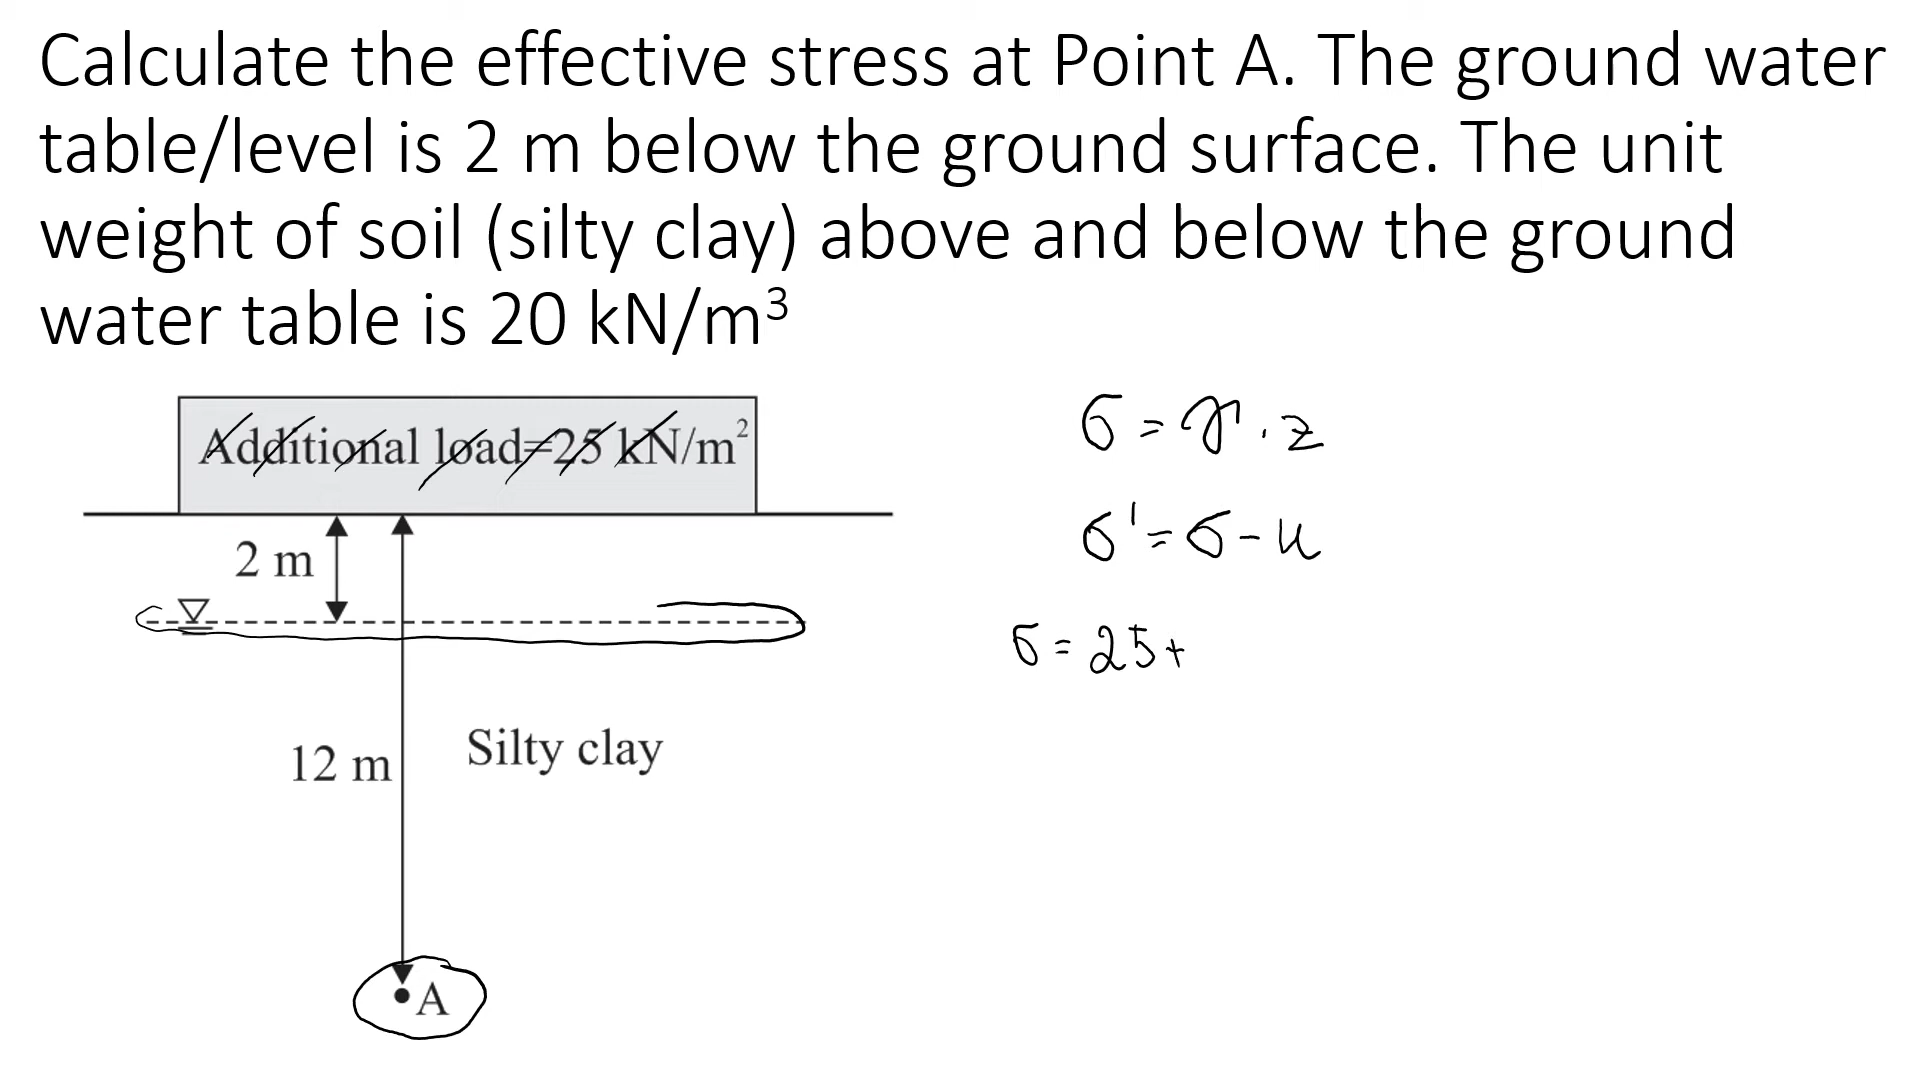 Calculate the effective stress at Point A. The ground water
table/level is 2 m below the ground surface. The unit
weight of soil (silty clay) above and below the ground
water table is 20 kN/m³
Additional load=25 kN/m²
σ = γ . z
2 m
σ' = σ - u
σ = 25 +
12 m
Silty clay
A